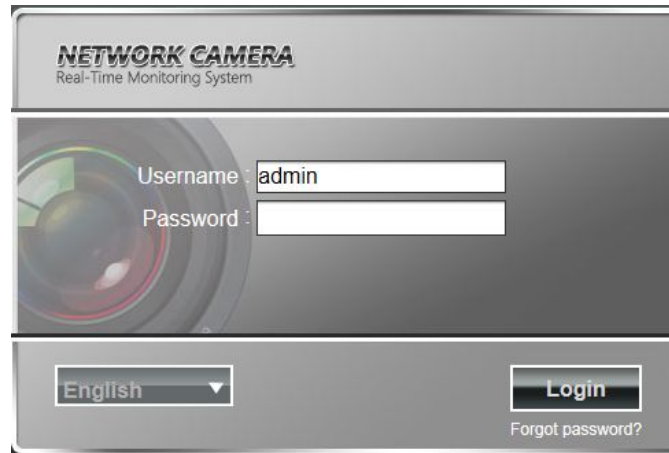 NETWORK CAMERA
Real-Time Monitoring System
Username : admin
Password :
English
Login
Forgot password?